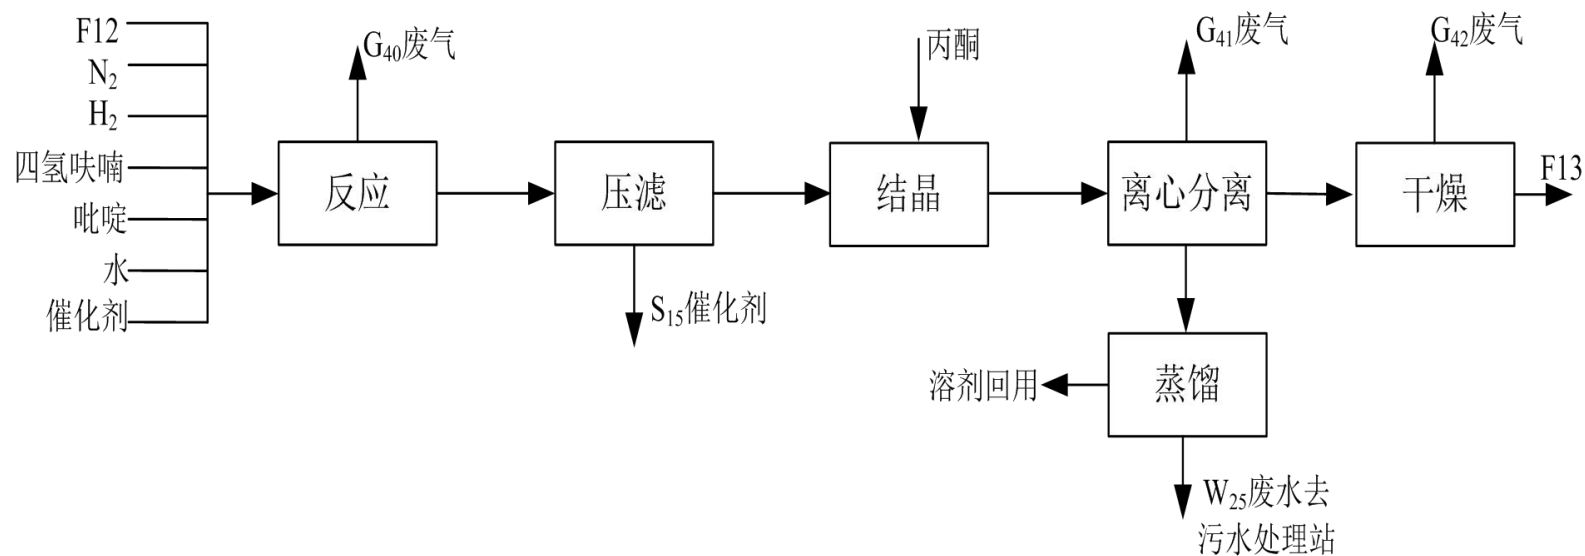 F12
N₂
H₂
四氢呋喃
吡啶
水
催化剂
G₄₀废气
反应
压滤
S₁₅催化剂
丙酮
结晶
G₄₁废气
离心分离
G₄₂废气
干燥
F13
蒸馏
溶剂回用
W₂₅废水去
污水处理站